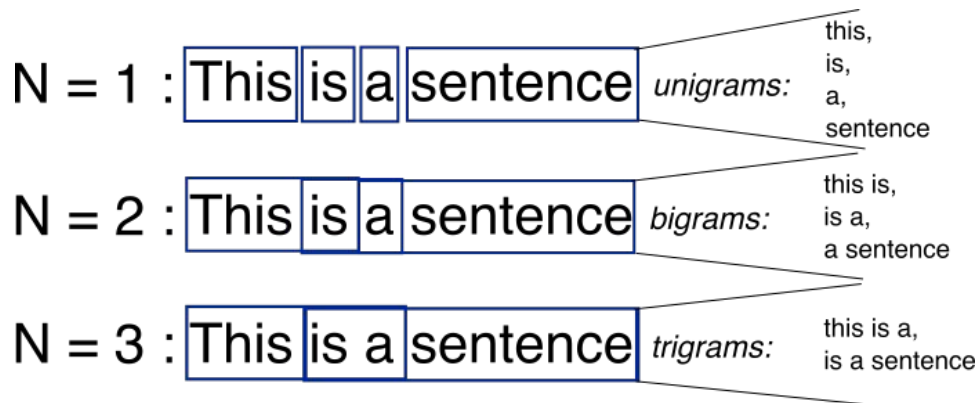 N = 1 : This is a sentence unigrams:
this,
is,
a,
sentence
N = 2 : This is a sentence bigrams:
this is,
is a,
a sentence
N = 3 : This is a sentence trigrams:
this is a,
is a sentence